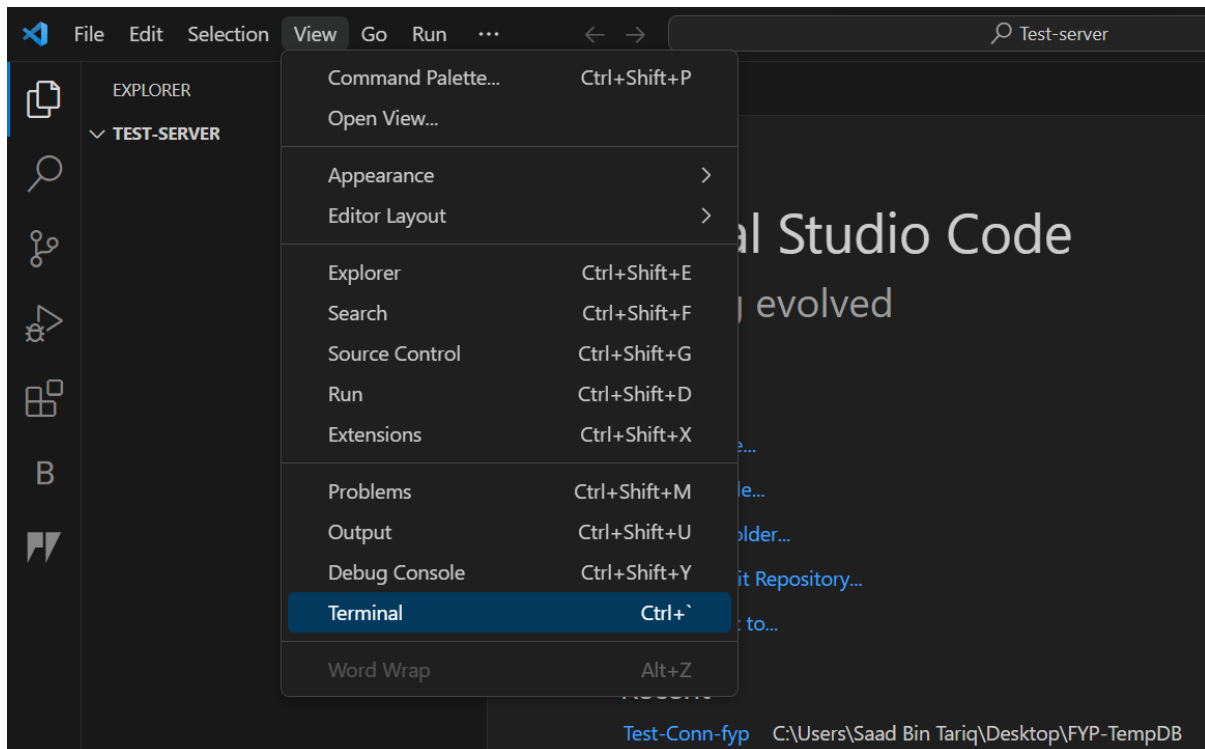 File Edit Selection View Go Run ...
Test-server
EXPLORER
TEST-SERVER
Command Palette... Ctrl+Shift+P
Open View...
Appearance
Editor Layout
Explorer Ctrl+Shift+E
Search Ctrl+Shift+F
Source Control Ctrl+Shift+G
Run Ctrl+Shift+D
Extensions Ctrl+Shift+X
Problems Ctrl+Shift+M
Output Ctrl+Shift+U
Debug Console Ctrl+Shift+Y
Terminal Ctrl+`
Word Wrap Alt+Z
B
al Studio Code
evolved
e...
le...
older...
it Repository...
to...
Test-Conn-fyp C:\Users\Saad Bin Tariq\Desktop\FYP-TempDB